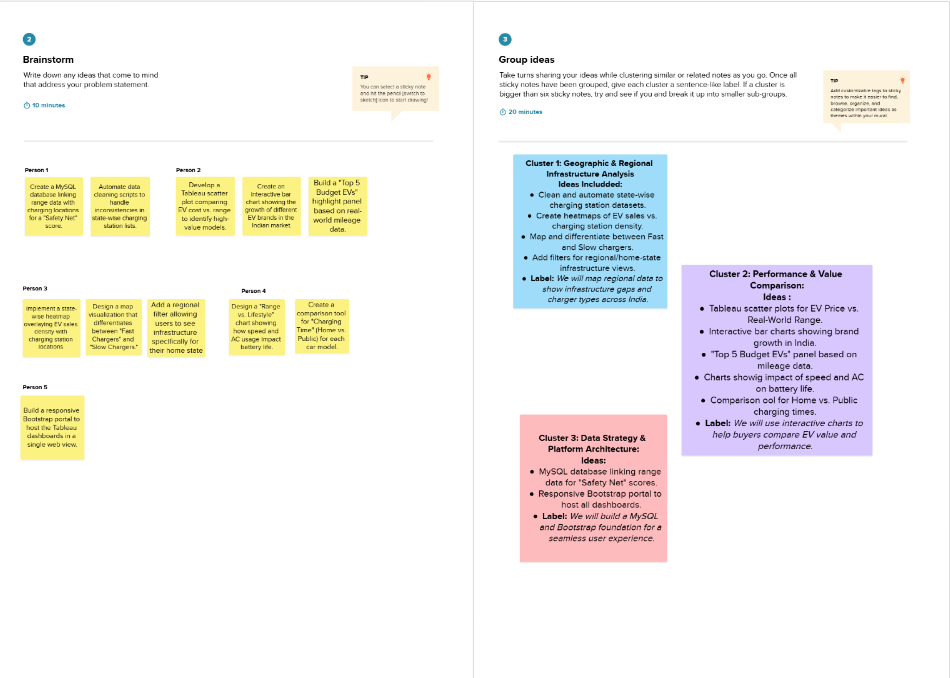 2
Brainstorm
Write down any ideas that come to mind
that address your problem statement.
10 minutes
TIP
You can select a sticky note
and hit the pencil [switch to
sketch] icon to start drawing!
Person 1
Create a MySQL
database linking
range data with
charging locations
for a "Safety Net"
score.
Automate data
cleaning scripts to
handle
inconsistencies in
state-wise charging
station lists.
Person 2
Develop a
Tableau scatter
plot comparing
EV cost vs. range
to identify high-
value models.
Create an
Interactive bar
chart showing the
growth of different
EV brands in the
Indian market.
Build a "Top 5
Budget EVs"
highlight panel
based on real-
world mileage
data.
Person 3
Implement a state-
wise heatmap
overlaying EV sales
density with
charging station
locations.
Design a map
visualization that
differentiates
between "Fast
Chargers" and
"Slow Chargers."
Add a regional
filter allowing
users to see
infrastructure
specifically for
their home state
Person 4
Design a "Range
vs. Lifestyle"
chart showing
how speed and
AC usage impact
battery life.
Create a
comparison tool
for "Charging
Time" (Home vs
Public) for each
car model.
Person 5
Build a responsive
Bootstrap portal to
host the Tableau
dashboards in a
single web view.
3
Group ideas
Take turns sharing your ideas while clustering similar or related notes as you go. Once all
sticky notes have been grouped, give each cluster a sentence-like label. If a cluster is
bigger than six sticky notes, try and see if you and break it up into smaller sub-groups.
20 minutes
TIP
Add customizable tags to sticky
notes to make it easier to find,
browse, organize, and
categorize important ideas as
themes within your mural.
Cluster 1: Geographic & Regional
Infrastructure Analysis
Ideas Includded:
• Clean and automate state-wise
charging station datasets.
• Create heatmaps of EV sales vs.
charging station density.
• Map and differentiate between Fast
and Slow chargers.
• Add filters for regional/home-state
infrastructure views.
• Label: We will map regional data to
show infrastructure gaps and
charger types across India.
Cluster 2: Performance & Value
Comparison:
Ideas :
• Tableau scatter plots for EV Price vs.
Real-World Range.
• Interactive bar charts showing brand
growth in India.
• "Top 5 Budget EVs" panel based on
mileage data.
• Charts showig impact of speed and AC
on battery life.
• Comparison ool for Home vs. Public
charging times.
• Label: We will use interactive charts to
help buyers compare EV value and
performance.
Cluster 3: Data Strategy &
Platform Architecture:
Ideas:
• MySQL database linking range
data for "Safety Net" scores.
• Responsive Bootstrap portal to
host all dashboards.
• Label: We will build a MySQL
and Bootstrap foundation for a
seamless user experience.